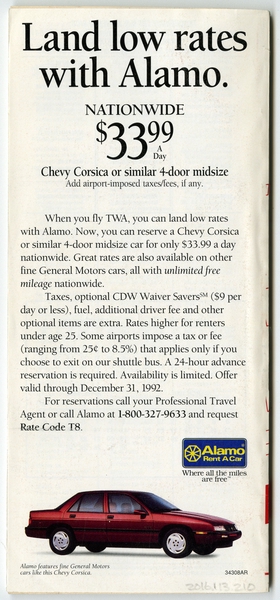 Land low rates
with Alamo.
NATIONWIDE
$33 99
A
Day
Chevy Corsica or similar 4-door midsize
Add airport-imposed taxes/fees, if any.
When you fly TWA, you can land low rates
with Alamo. Now, you can reserve a Chevy Corsica
or similar 4-door midsize car for only $33.99 a day
nationwide. Great rates are also available on other
fine General Motors cars, all with unlimited free
mileage nationwide.
Taxes, optional CDW Waiver Savers℠ ($9 per
day or less), fuel, additional driver fee and other
optional items are extra. Rates higher for renters
under age 25. Some airports impose a tax or fee
(ranging from 25¢ to 8.5%) that applies only if you
choose to exit on our shuttle bus. A 24-hour advance
reservation is required. Availability is limited. Offer
valid through December 31, 1992.
For reservations call your Professional Travel
Agent or call Alamo at 1-800-327-9633 and request
Rate Code T8.
Alamo
Rent A Car
Where all the miles
are free℠
Alamo features fine General Motors
cars like this Chevy Corsica.
34308AR